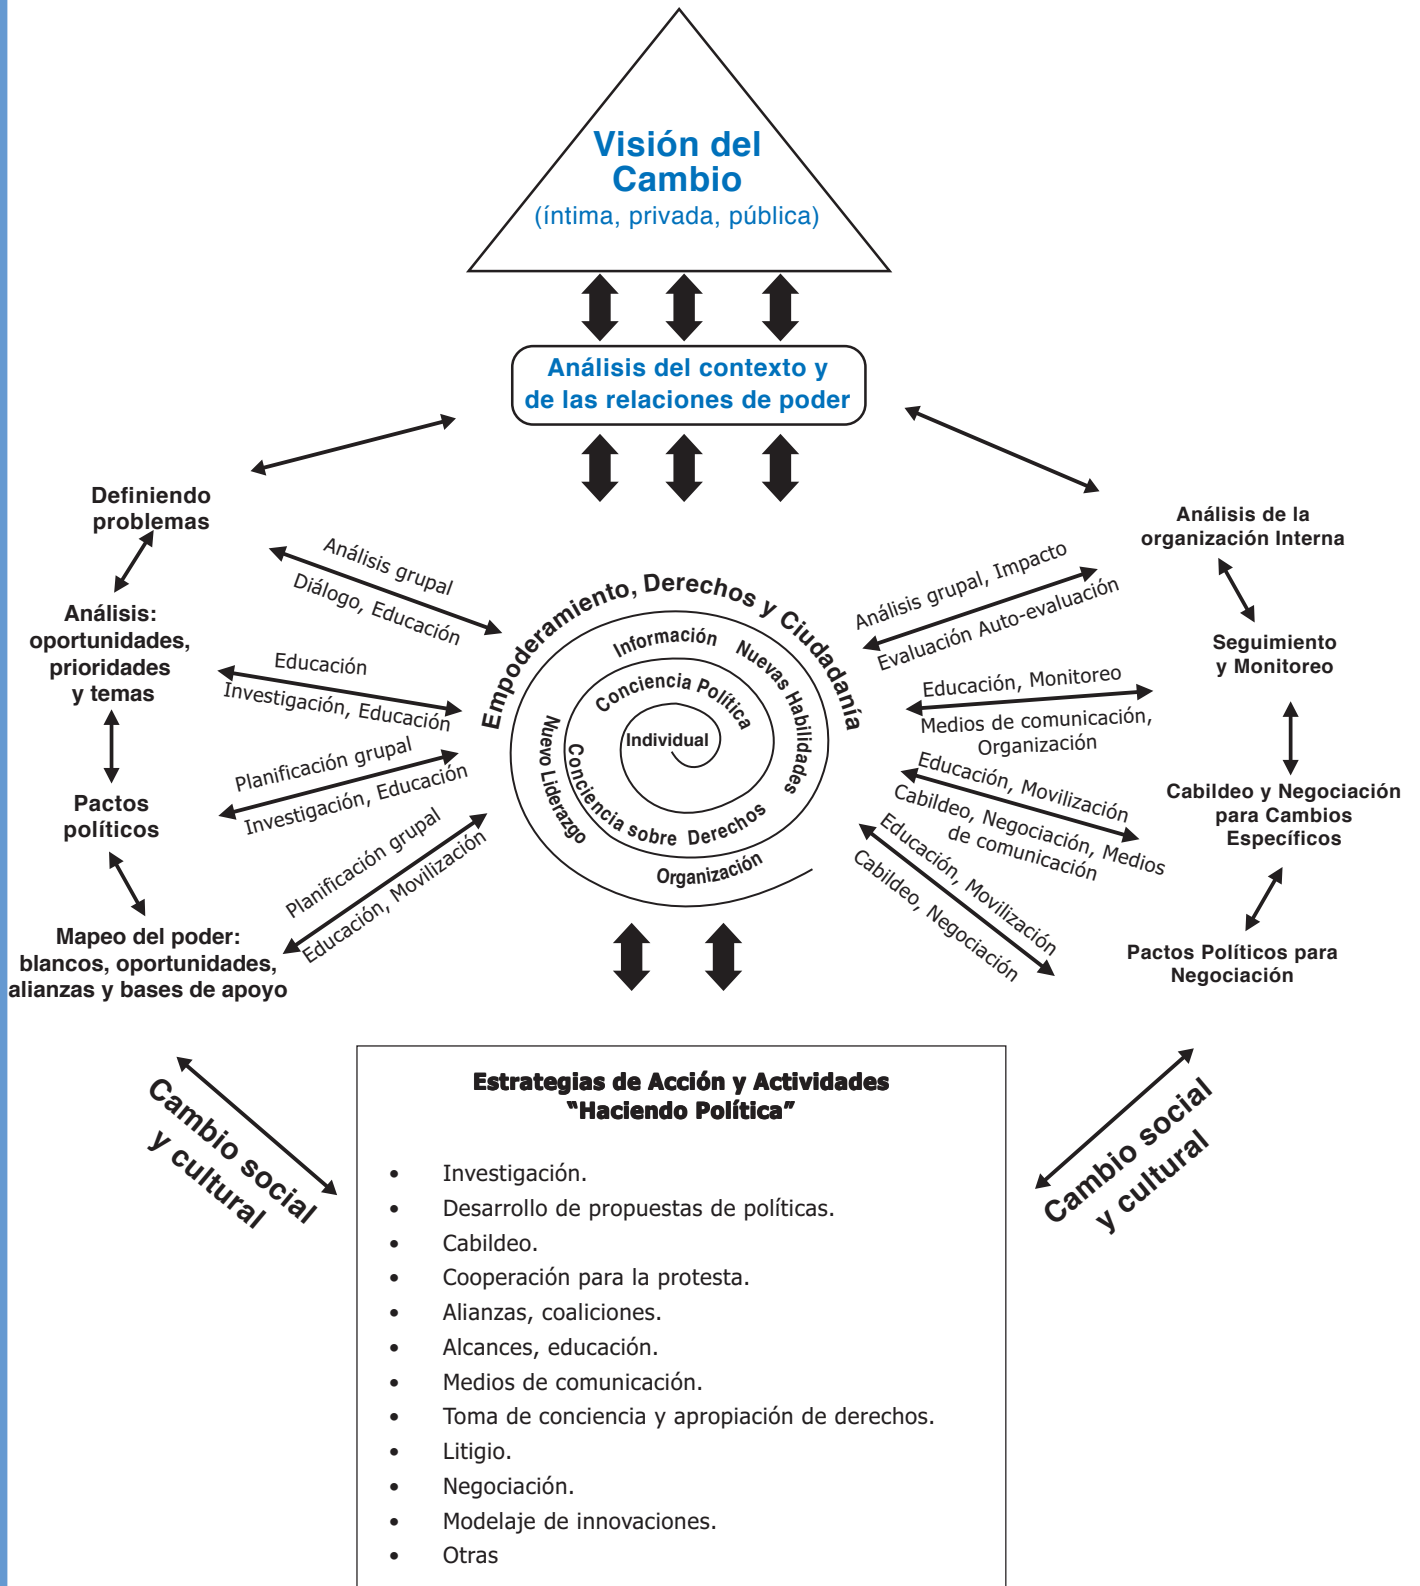 Visión del
Cambio
(íntima, privada, pública)
Análisis del contexto y
de las relaciones de poder
Definiendo
problemas
Análisis:
oportunidades,
prioridades
y temas
Pactos
políticos
Mapeo del poder:
blancos, oportunidades,
alianzas y bases de apoyo
Análisis grupal
Diálogo, Educación
Educación
Investigación, Educación
Planificación grupal
Investigación, Educación
Planificación grupal
Educación, Movilización
Empoderamiento, Derechos y Ciudadanía
Información
Nuevas Habilidades
Conciencia Política
Individual
Nuevo Liderazgo
Conciencia sobre Derechos
Organización
Análisis grupal, Impacto
Evaluación Auto-evaluación
Educación, Monitoreo
Medios de comunicación,
Organización
Educación, Movilización
Cabildeo, Negociación, Medios
de comunicación
Educación, Movilización
Cabildeo, Negociación
Análisis de la
organización Interna
Seguimiento
y Monitoreo
Cabildeo y Negociación
para Cambios
Específicos
Pactos Políticos para
Negociación
Cambio social
y cultural
Cambio social
y cultural
Estrategias de Acción y Actividades
“Haciendo Política”
• Investigación.
• Desarrollo de propuestas de políticas.
• Cabildeo.
• Cooperación para la protesta.
• Alianzas, coaliciones.
• Alcances, educación.
• Medios de comunicación.
• Toma de conciencia y apropiación de derechos.
• Litigio.
• Negociación.
• Modelaje de innovaciones.
• Otras